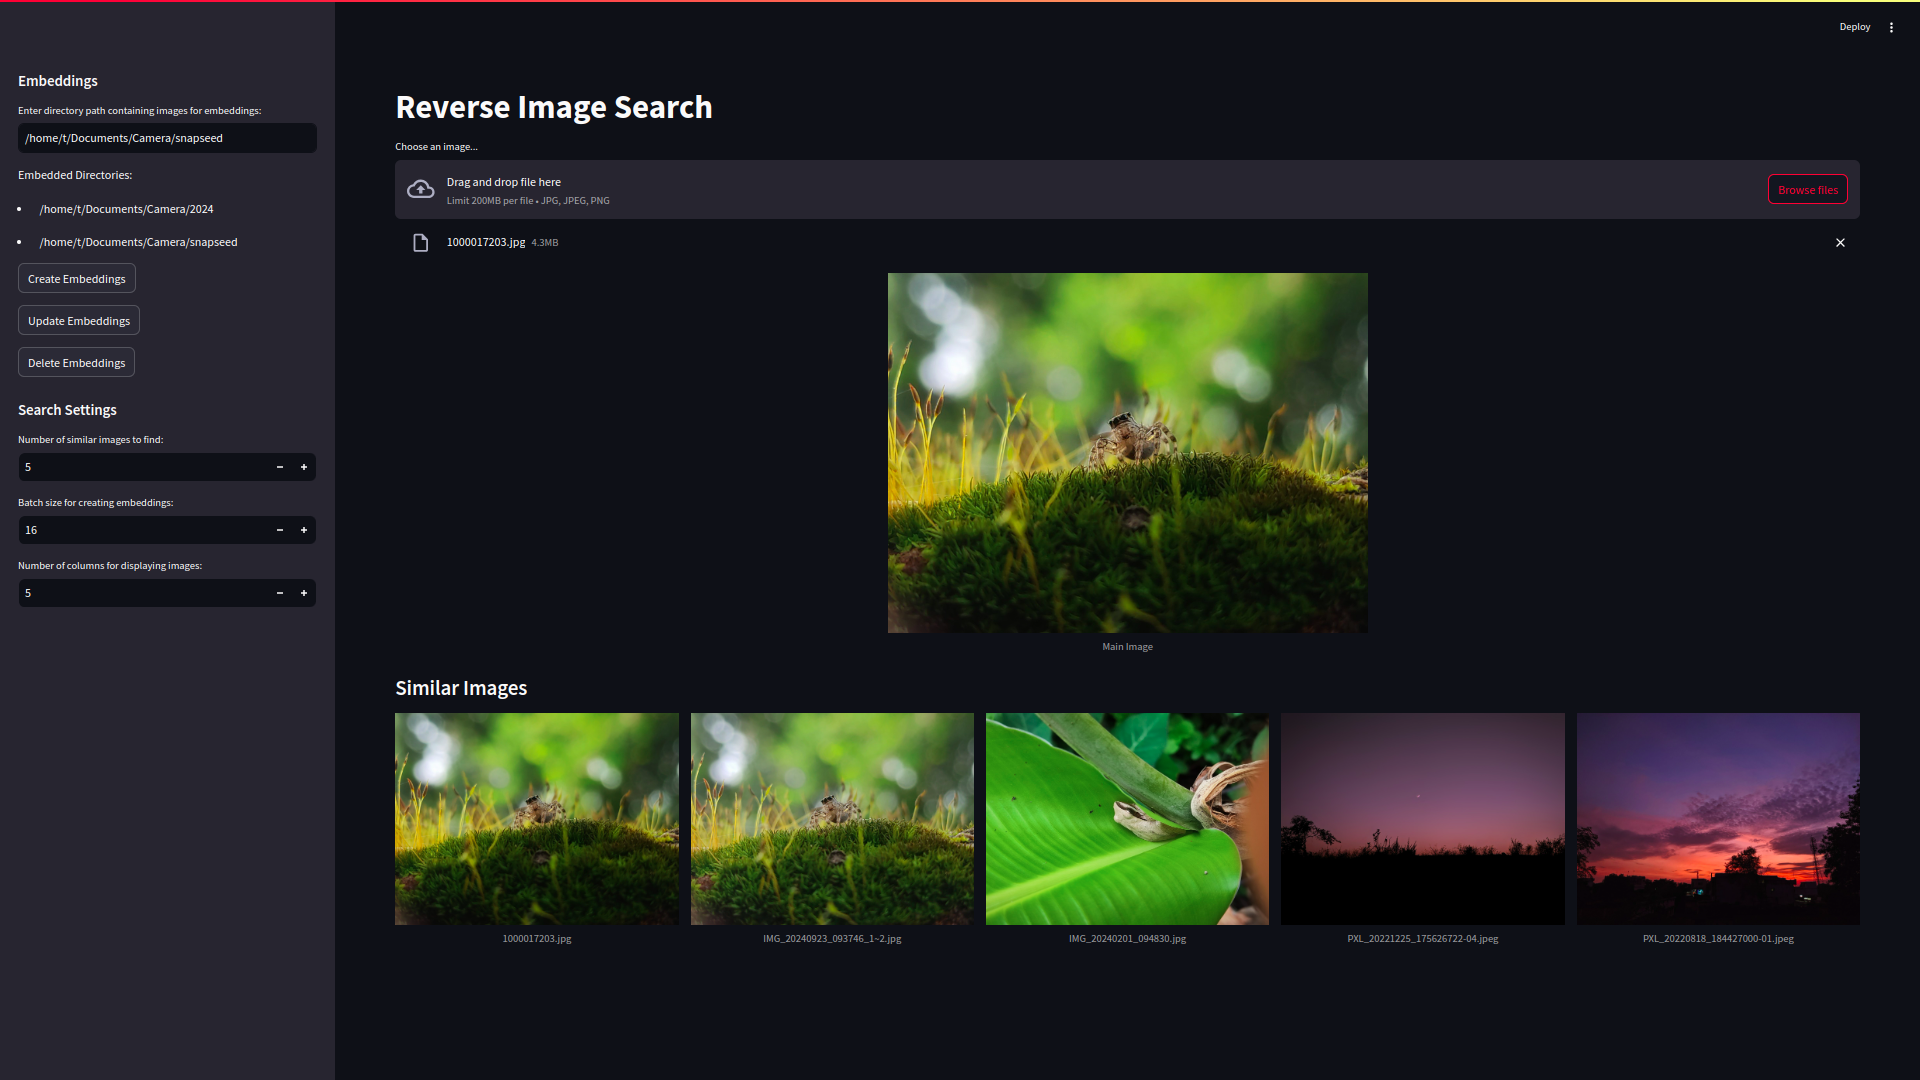 Deploy
Embeddings
Enter directory path containing images for embeddings:
/home/t/Documents/Camera/snapseed
Embedded Directories:
• /home/t/Documents/Camera/2024
• /home/t/Documents/Camera/snapseed
Create Embeddings
Update Embeddings
Delete Embeddings
Search Settings
Number of similar images to find:
5
Batch size for creating embeddings:
16
Number of columns for displaying images:
5
Reverse Image Search
Choose an image...
Drag and drop file here
Limit 200MB per file • JPG, JPEG, PNG
Browse files
1000017203.jpg 4.3MB
Main Image
Similar Images
1000017203.jpg
IMG_20240923_093746_1~2.jpg
IMG_20240201_094830.jpg
PXL_20221225_175626722-04.jpeg
PXL_20220818_184427000-01.jpeg